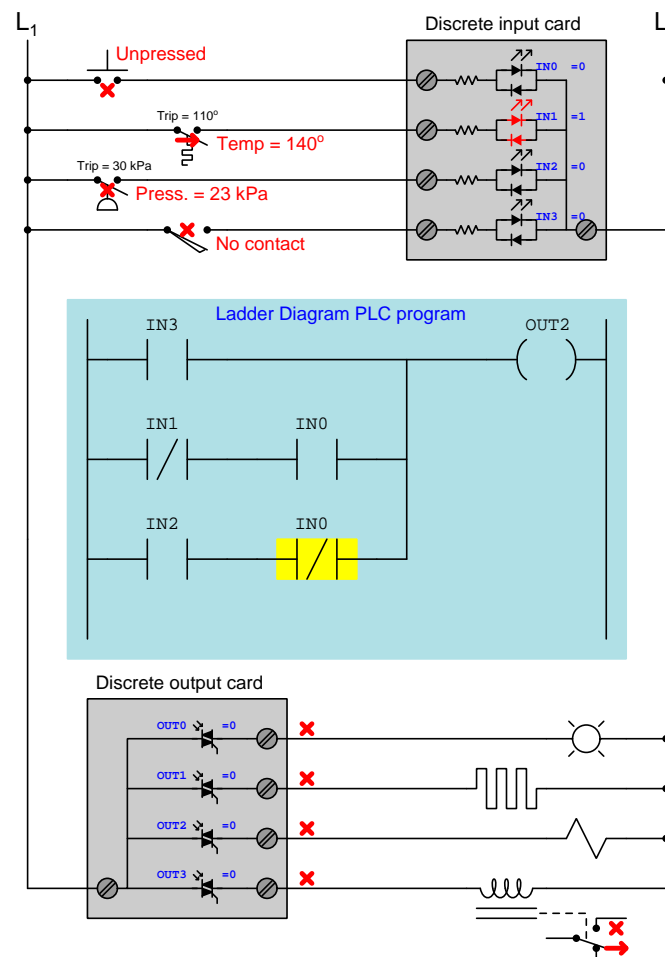 L1
Discrete input card
L
Unpressed
IN0 =0
Trip = 110°
Temp = 140°
IN1 =1
Trip = 30 kPa
Press. = 23 kPa
IN2 =0
No contact
IN3 =0
Ladder Diagram PLC program
IN3
OUT2
IN1 IN0
IN2 IN0
Discrete output card
OUT0 =0
OUT1 =0
OUT2 =0
OUT3 =0